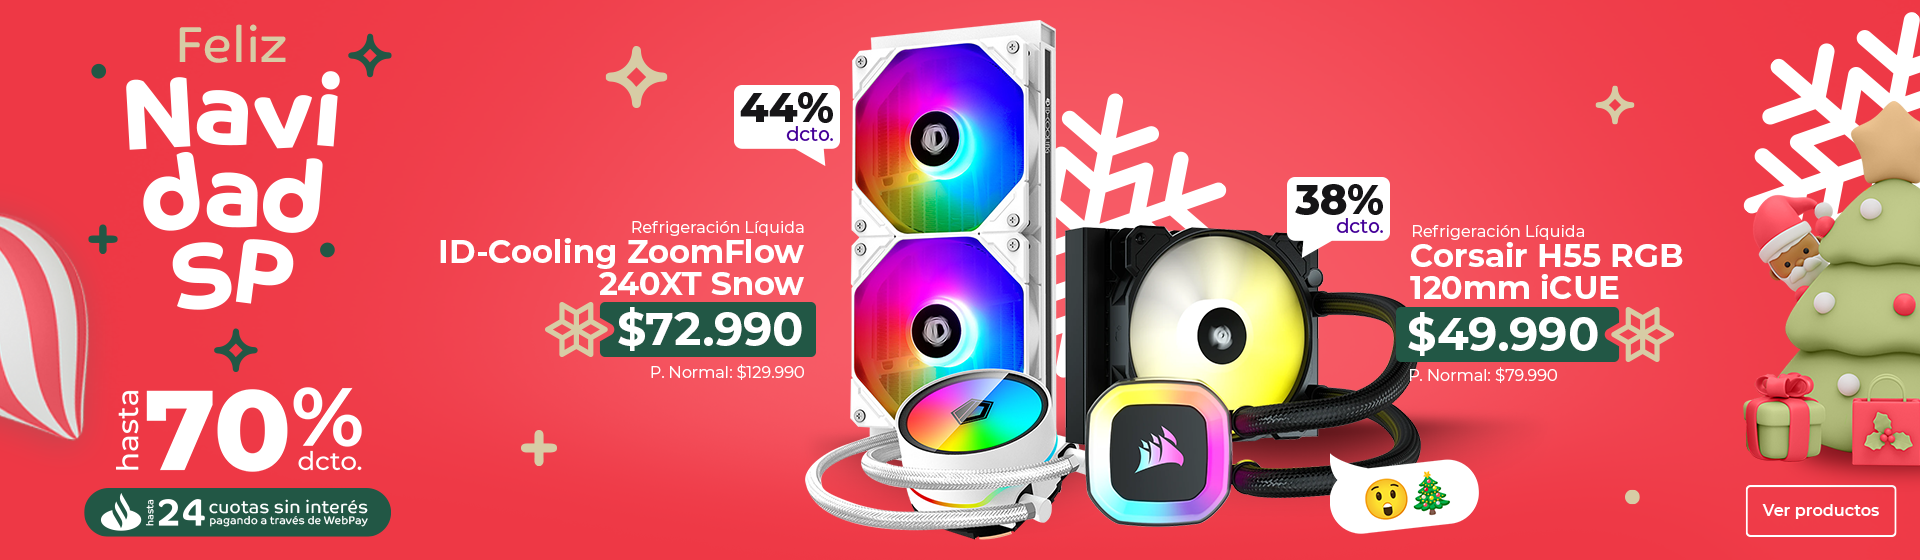 Feliz
Navi
dad
SP
hasta
70%
dcto.
hasta
24 cuotas sin interés
pagando a través de WebPay
44%
dcto.
Refrigeración Líquida
ID-Cooling ZoomFlow
240XT Snow
$72.990
P. Normal: $129.990
38%
dcto.
Refrigeración Líquida
Corsair H55 RGB
120mm iCUE
$49.990
P. Normal: $79.990
Ver productos